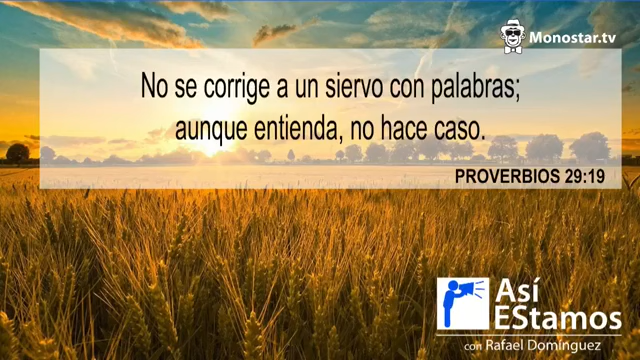 Monostar.tv
No se corrige a un siervo con palabras;
aunque entienda, no hace caso.
PROVERBIOS 29:19
Así
EStamos
con Rafael Domínguez